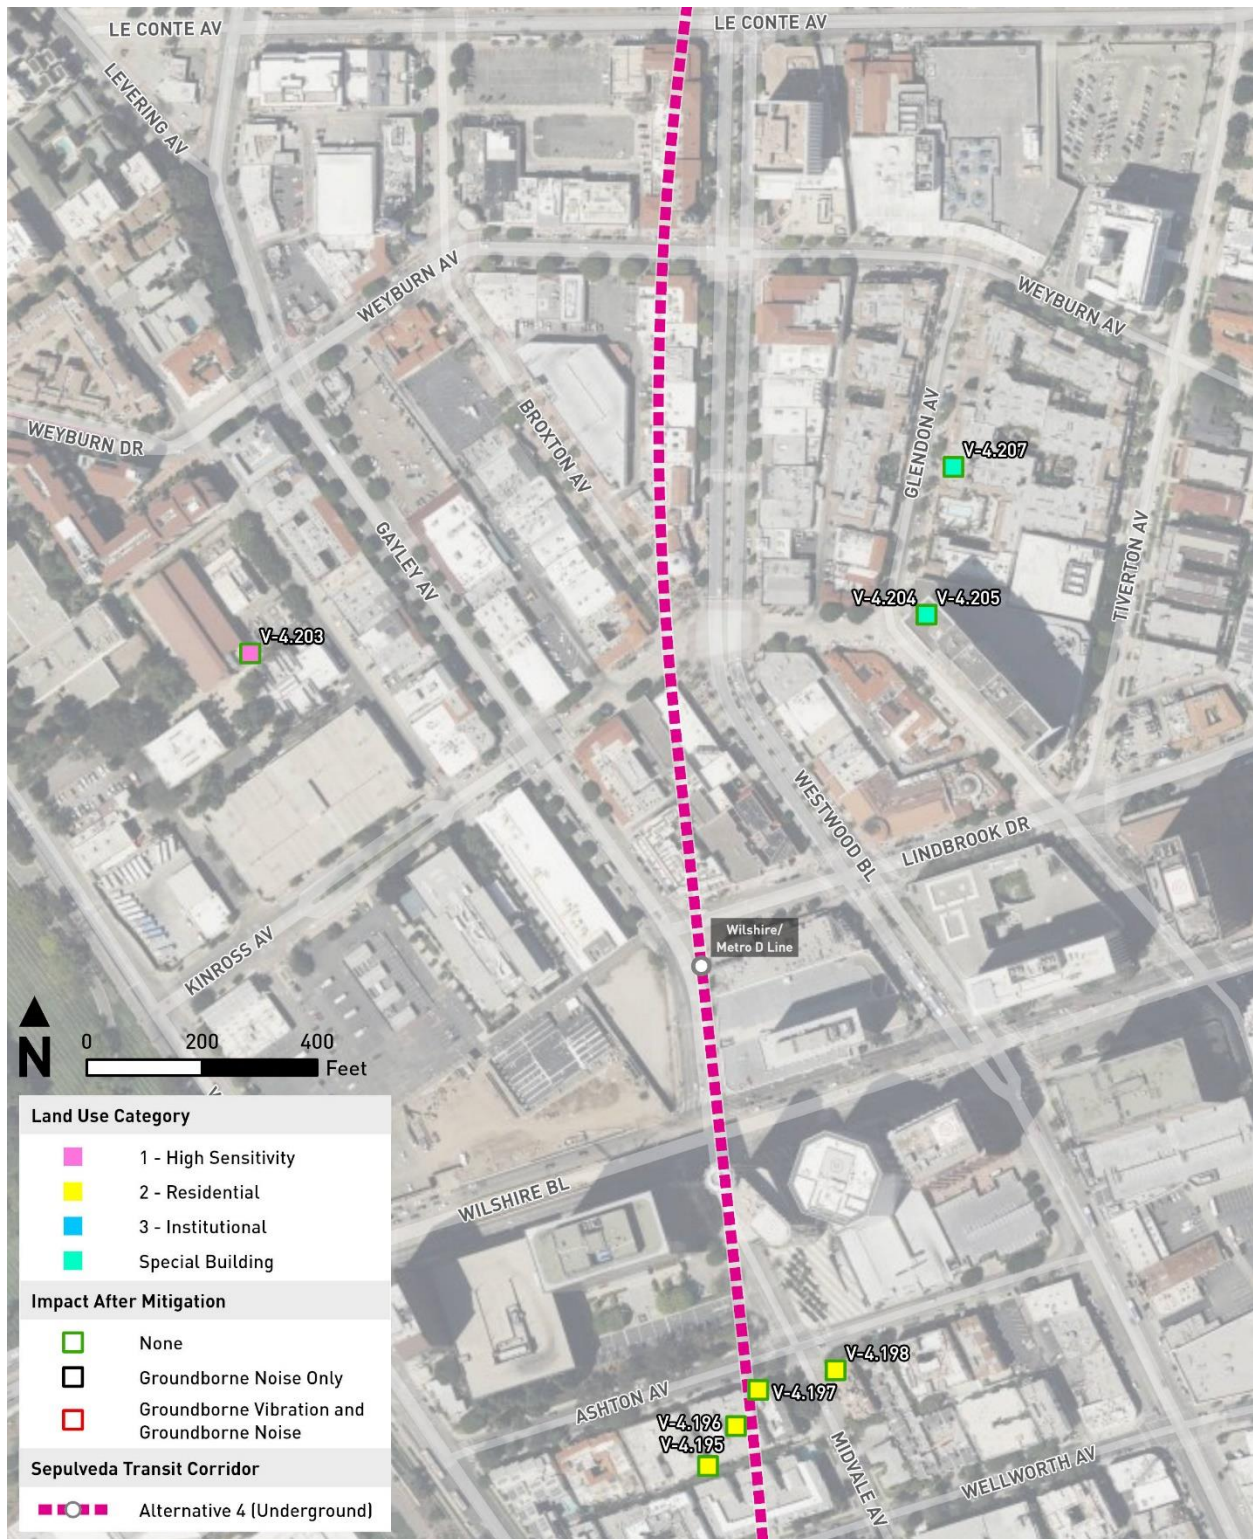 LE CONTE AV
LE CONTE AV
LEVERING AV
WEYBURN AV
WEYBURN AV
WEYBURN DR
BROXTON AV
GLENDON AV
V-4.207
GAYLEY AV
TIVERTON AV
V-4.204
V-4.205
V-4.203
WESTWOOD BL
LINDBROOK DR
KINROSS AV
Wilshire/
Metro D Line
N
0 200 400
Feet
WILSHIRE BL
Land Use Category
1 - High Sensitivity
2 - Residential
3 - Institutional
Special Building
Impact After Mitigation
None
Groundborne Noise Only
Groundborne Vibration and
Groundborne Noise
Sepulveda Transit Corridor
Alternative 4 (Underground)
V-4.198
V-4.197
ASHTON AV
V-4.196
V-4.195
MIDVALE AV
WELLWORTH AV